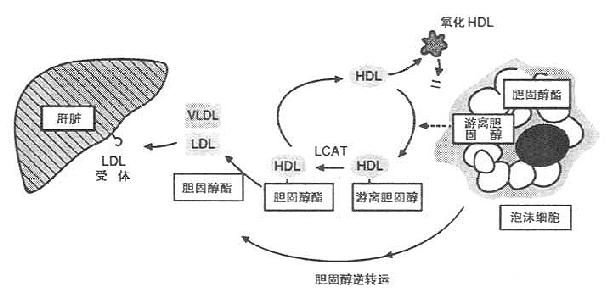 氧化 HDL
HDL
胆固醇酯
游离胆
固 醇
肝脏
VLDL
LDL
LDL
受 体
HDL
LCAT
HDL
胆固醇酯
胆固醇酯
游离胆固醇
泡沫细胞
胆固醇逆转运